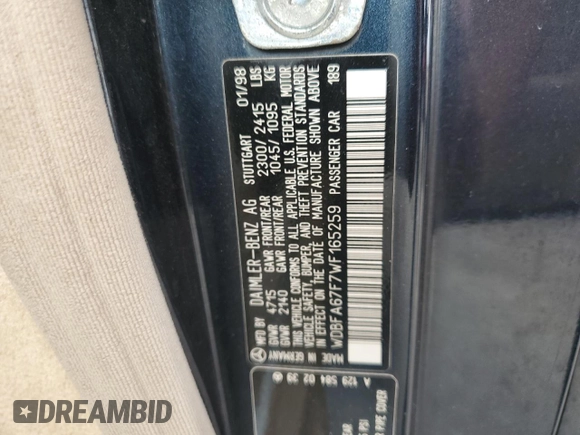 MADE IN GERMANY
DAIMLER-BENZ AG STUTTGART 01/98
GVWR 4715 GAWR FRONT/REAR 2300/2415 LBS
GVWR 2140 GAWR FRONT/REAR 1045/1095 KG
THIS VEHICLE CONFORMS TO ALL APPLICABLE U.S. FEDERAL MOTOR
VEHICLE SAFETY, BUMPER, AND THEFT PREVENTION STANDARDS
IN EFFECT ON THE DATE OF MANUFACTURE SHOWN ABOVE
WDBFA67F7WF165259 PASSENGER CAR 189
A 129 584 02 39
PIPE COVER
DREAMBID